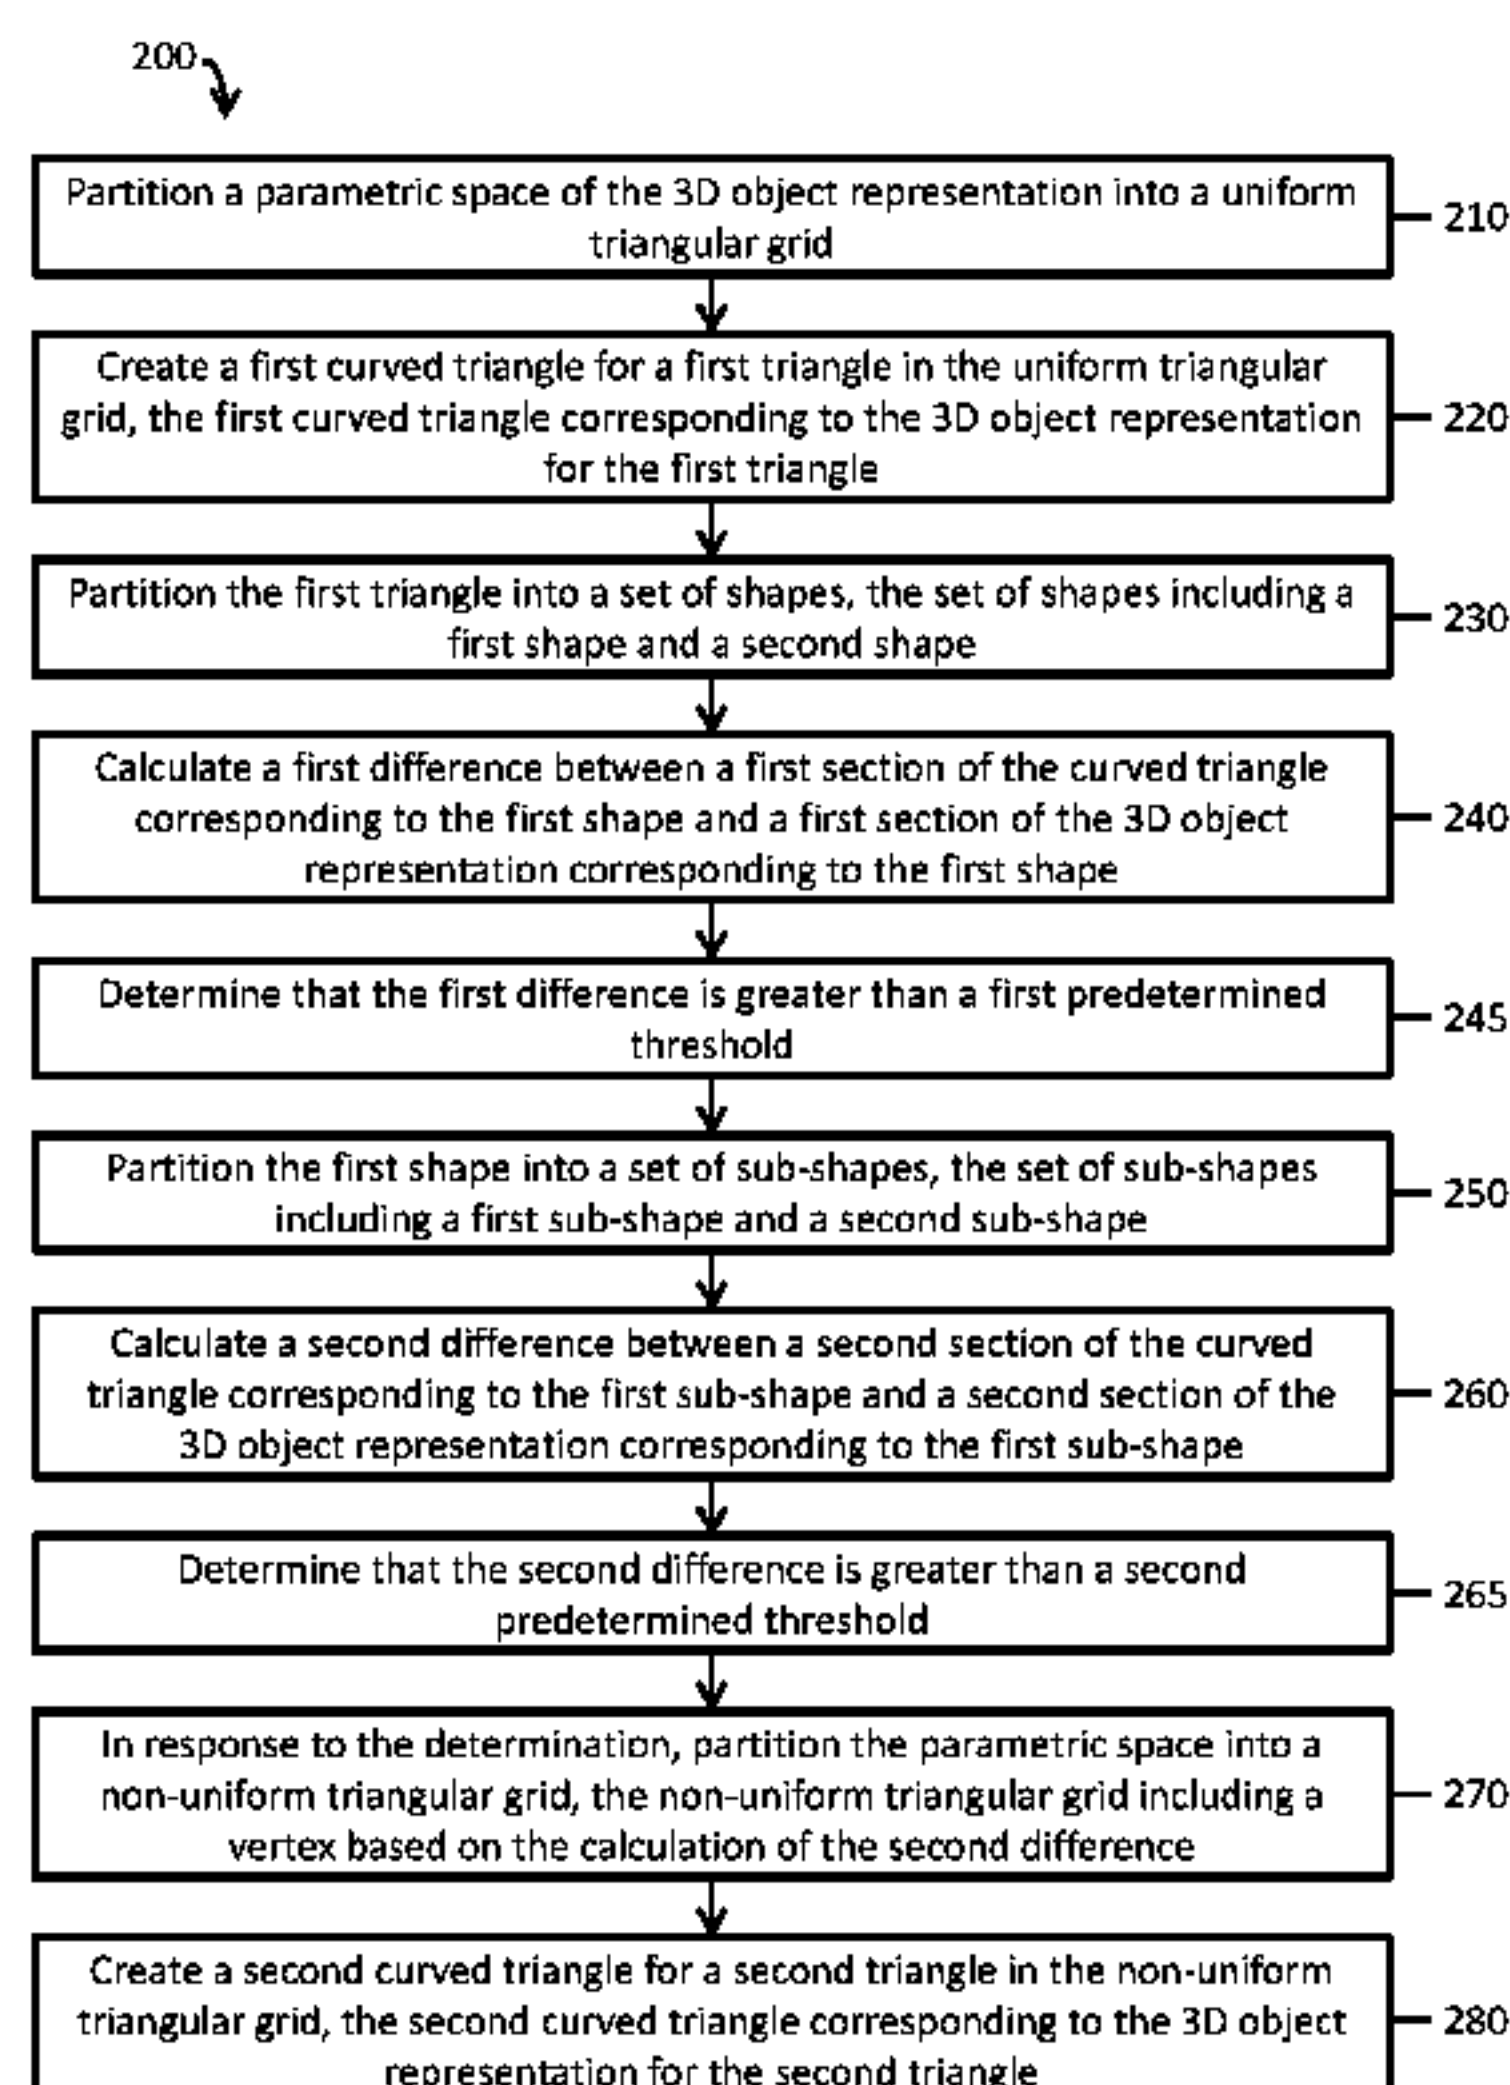 200
Partition a parametric space of the 3D object representation into a uniform
triangular grid
210
Create a first curved triangle for a first triangle in the uniform triangular
grid, the first curved triangle corresponding to the 3D object representation
for the first triangle
220
Partition the first triangle into a set of shapes, the set of shapes including a
first shape and a second shape
230
Calculate a first difference between a first section of the curved triangle
corresponding to the first shape and a first section of the 3D object
representation corresponding to the first shape
240
Determine that the first difference is greater than a first predetermined
threshold
245
Partition the first shape into a set of sub-shapes, the set of sub-shapes
including a first sub-shape and a second sub-shape
250
Calculate a second difference between a second section of the curved
triangle corresponding to the first sub-shape and a second section of the
3D object representation corresponding to the first sub-shape
260
Determine that the second difference is greater than a second
predetermined threshold
265
In response to the determination, partition the parametric space into a
non-uniform triangular grid, the non-uniform triangular grid including a
vertex based on the calculation of the second difference
270
Create a second curved triangle for a second triangle in the non-uniform
triangular grid, the second curved triangle corresponding to the 3D object
representation for the second triangle
280